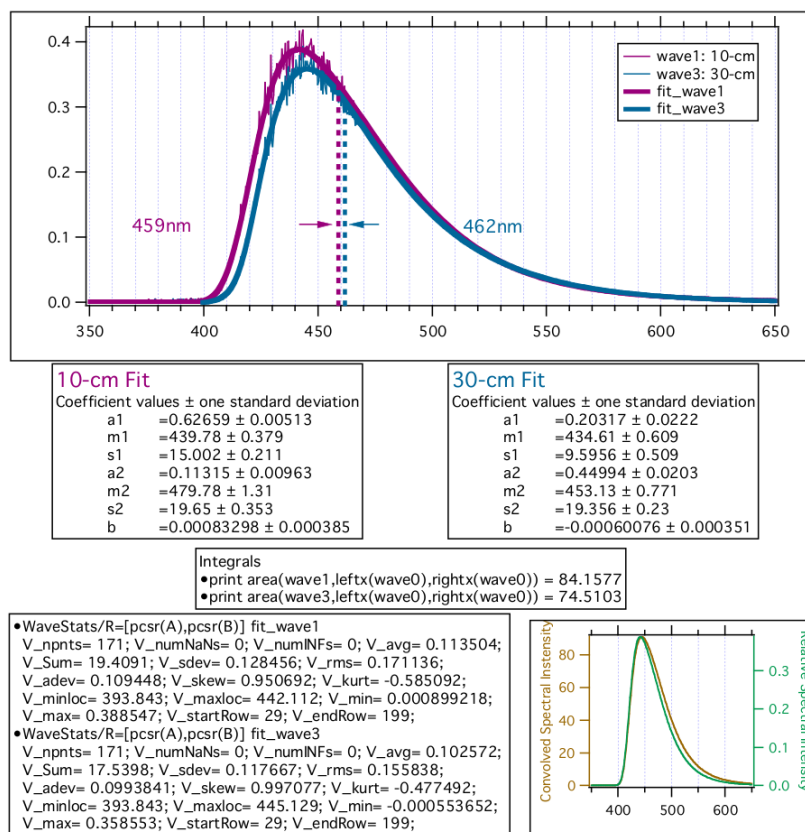 0.4
0.3
0.2
0.1
0.0
wave1: 10-cm
wave3: 30-cm
fit_wave1
fit_wave3
459nm
462nm
350 400 450 500 550 600 650
10-cm Fit
Coefficient values ± one standard deviation
a1 =0.62659 ± 0.00513
m1 =439.78 ± 0.379
s1 =15.002 ± 0.211
a2 =0.11315 ± 0.00963
m2 =479.78 ± 1.31
s2 =19.65 ± 0.353
b =0.00083298 ± 0.000385
30-cm Fit
Coefficient values ± one standard deviation
a1 =0.20317 ± 0.0222
m1 =434.61 ± 0.609
s1 =9.5956 ± 0.509
a2 =0.44994 ± 0.0203
m2 =453.13 ± 0.771
s2 =19.356 ± 0.23
b =-0.00060076 ± 0.000351
Integrals
•print area(wave1,leftx(wave0),rightx(wave0)) = 84.1577
•print area(wave3,leftx(wave0),rightx(wave0)) = 74.5103
•WaveStats/R=[pcsr(A),pcsr(B)] fit_wave1
V_npnts= 171; V_numNaNs= 0; V_numINFs= 0; V_avg= 0.113504;
V_Sum= 19.4091; V_sdev= 0.128456; V_rms= 0.171136;
V_adev= 0.109448; V_skew= 0.950692; V_kurt= -0.585092;
V_minloc= 393.843; V_maxloc= 442.112; V_min= 0.000899218;
V_max= 0.388547; V_startRow= 29; V_endRow= 199;
•WaveStats/R=[pcsr(A),pcsr(B)] fit_wave3
V_npnts= 171; V_numNaNs= 0; V_numINFs= 0; V_avg= 0.102572;
V_Sum= 17.5398; V_sdev= 0.117667; V_rms= 0.155838;
V_adev= 0.0993841; V_skew= 0.997077; V_kurt= -0.477492;
V_minloc= 393.843; V_maxloc= 445.129; V_min= -0.000553652;
V_max= 0.358553; V_startRow= 29; V_endRow= 199;
Convolved Spectral Instensity
80
60
40
20
0
400 600
0.3
0.2
0.1
0.0
Relative Spectral Intensity